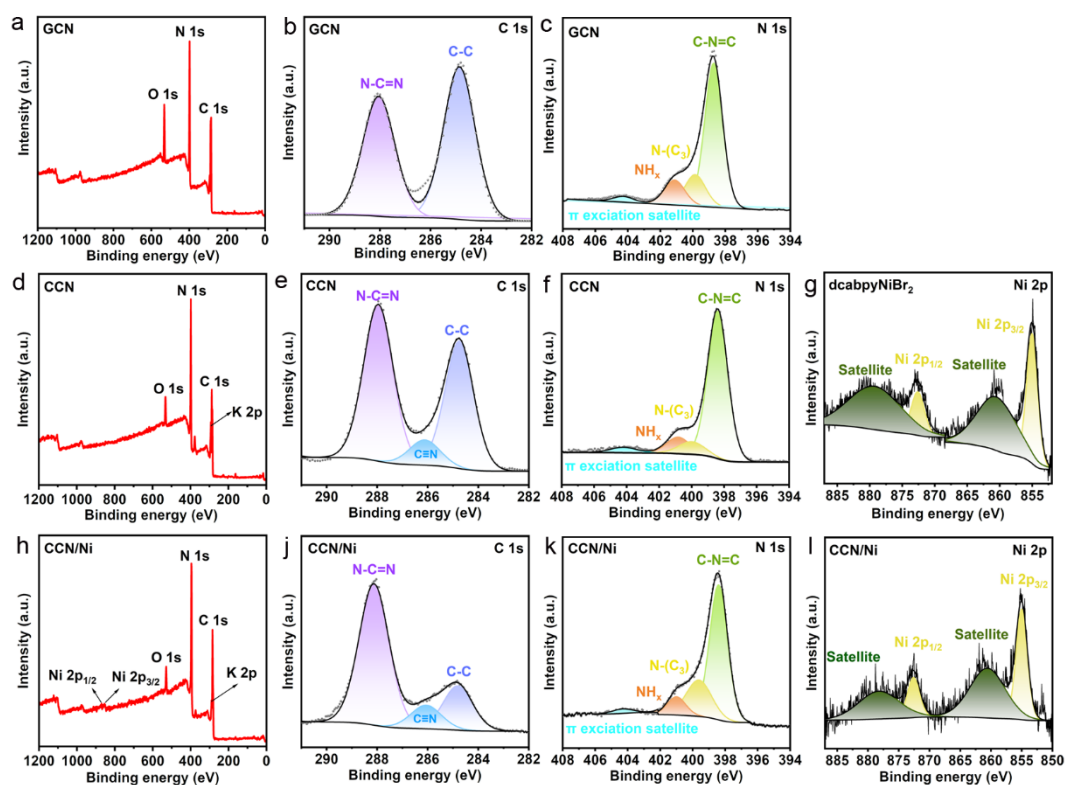 a
GCN
N 1s
O 1s
C 1s
Intensity (a.u.)
1200 1000 800 600 400 200 0
Binding energy (eV)
b
GCN
C 1s
C-C
N-C=N
Intensity (a.u.)
290 288 286 284 282
Binding energy (eV)
c
GCN
N 1s
C-N=C
N-(C₃)
NHₓ
π exciation satellite
Intensity (a.u.)
408 406 404 402 400 398 396 394
Binding energy (eV)
d
CCN
N 1s
O 1s
C 1s
K 2p
Intensity (a.u.)
1200 1000 800 600 400 200 0
Binding energy (eV)
e
CCN
C 1s
N-C=N
C-C
C≡N
Intensity (a.u.)
290 288 286 284 282
Binding energy (eV)
f
CCN
N 1s
C-N=C
N-(C₃)
NHₓ
π exciation satellite
Intensity (a.u.)
408 406 404 402 400 398 396 394
Binding energy (eV)
g
dcabpyNiBr₂
Ni 2p
Ni 2p₃/₂
Satellite
Ni 2p₁/₂
Satellite
Intensity (a.u.)
885 880 875 870 865 860 855
Binding energy (eV)
h
CCN/Ni
N 1s
C 1s
O 1s
K 2p
Ni 2p₁/₂
Ni 2p₃/₂
Intensity (a.u.)
1200 1000 800 600 400 200 0
Binding energy (eV)
j
CCN/Ni
C 1s
N-C=N
C-C
C≡N
Intensity (a.u.)
290 288 286 284 282
Binding energy (eV)
k
CCN/Ni
N 1s
C-N=C
N-(C₃)
NHₓ
π exciation satellite
Intensity (a.u.)
408 406 404 402 400 398 396 394
Binding energy (eV)
l
CCN/Ni
Ni 2p
Ni 2p₃/₂
Satellite
Ni 2p₁/₂
Satellite
Intensity (a.u.)
885 880 875 870 865 860 855 850
Binding energy (eV)